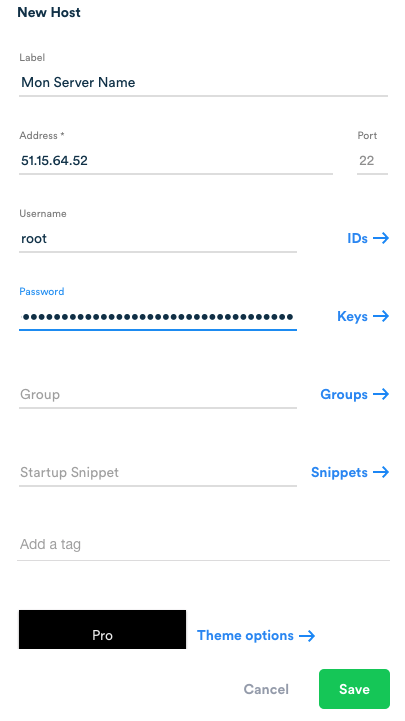 New Host
Label
Mon Server Name
Address * Port
51.15.64.52 22
Username
root IDs
Password
Keys
Group Groups
Startup Snippet Snippets
Add a tag
Pro Theme options
Cancel Save